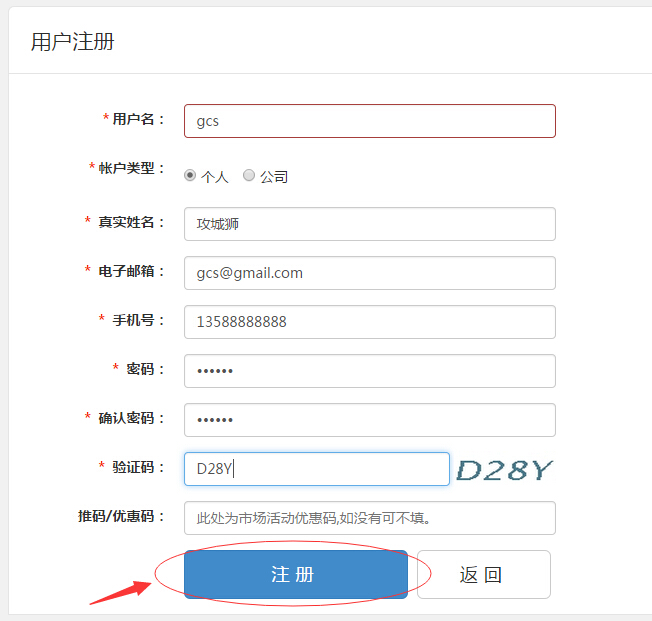 用户注册
* 用户名： gcs
* 帐户类型： 个人 公司
* 真实姓名： 攻城狮
* 电子邮箱： gcs@gmail.com
* 手机号： 13588888888
* 密码： ••••••
* 确认密码： ••••••
* 验证码： D28Y D28Y
推码/优惠码： 此处为市场活动优惠码,如没有可不填。
注 册 返 回